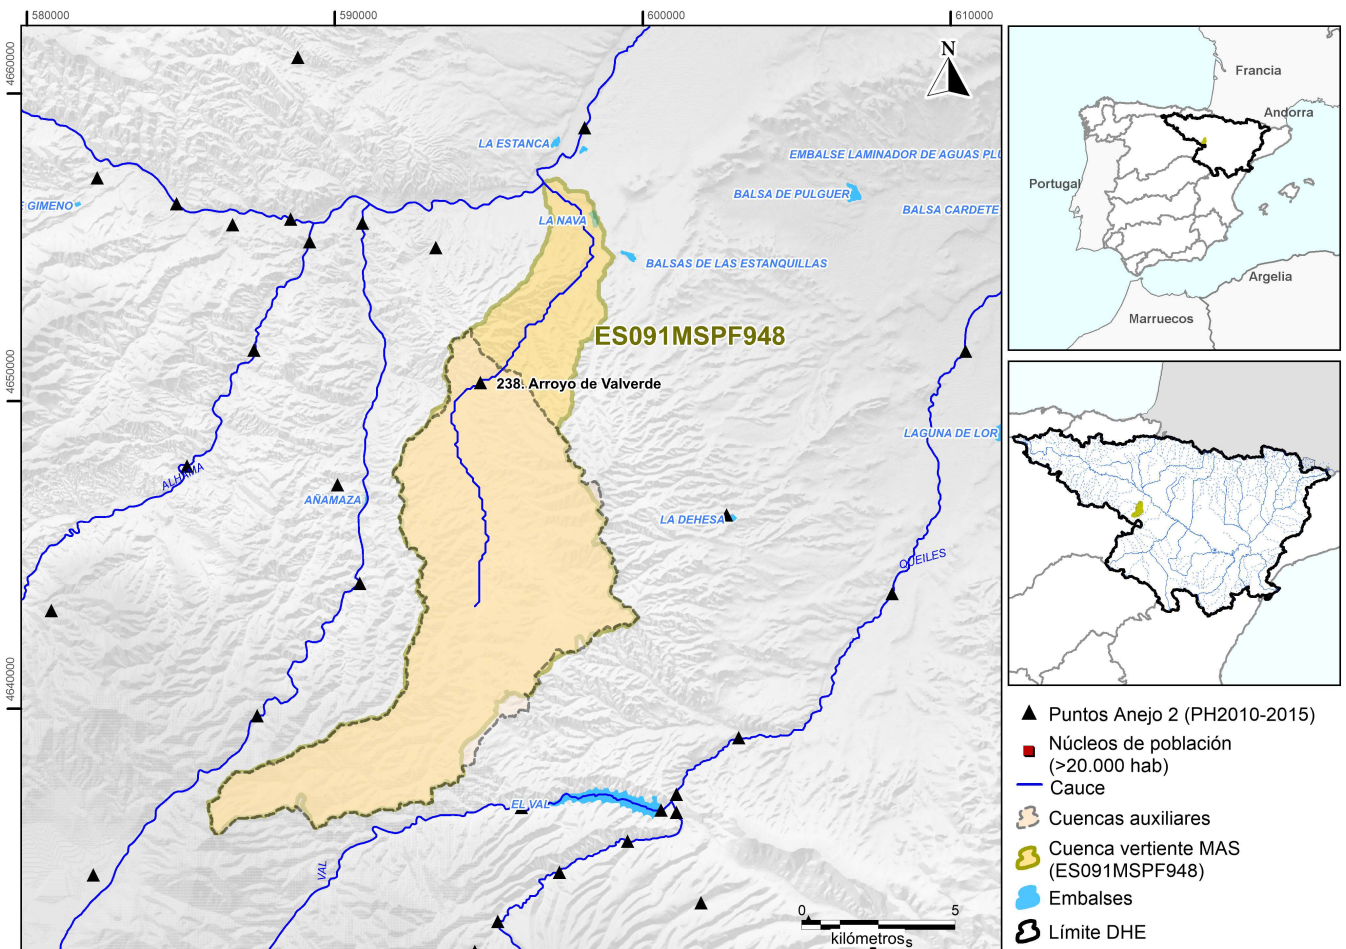 580000
590000
600000
610000
4660000
4650000
4640000
N
LA ESTANCA
EMBALSE LAMINADOR DE AGUAS PLU
BALSA DE PULGUER
BALSA CARDETE
GIMENO
LA NAVA
BALSAS DE LAS ESTANQUILLAS
ES091MSPF948
238. Arroyo de Valverde
LAGUNA DE LOR
ALHAMA
AÑAMAZA
LA DEHESA
QUEILES
EL VAL
VAL
0
5
kilómetros
Francia
Andorra
Portugal
Argelia
Marruecos
Puntos Anejo 2 (PH2010-2015)
Núcleos de población
(>20.000 hab)
Cauce
Cuencas auxiliares
Cuenca vertiente MAS
(ES091MSPF948)
Embalses
Límite DHE